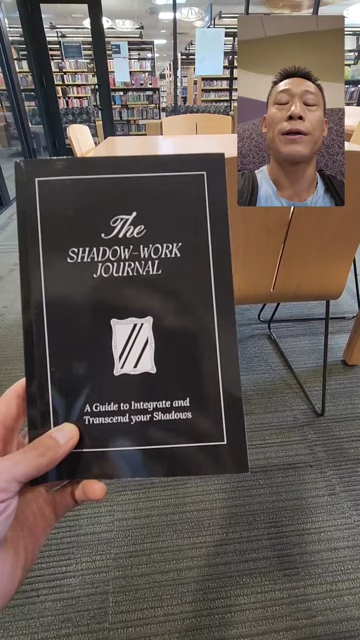 The
SHADOW-WORK
JOURNAL
A Guide to Integrate and
Transcend your Shadows